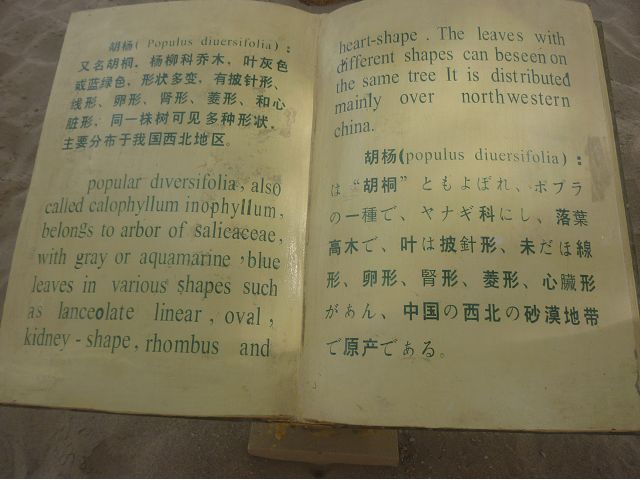 胡杨( Populus diuersifolia)：
又名胡桐，杨柳科乔木，叶灰色
或蓝绿色，形状多变，有披针形、
线形、卵形、肾形、菱形、和心
脏形，同一株树可见多种形状，
主要分布于我国西北地区。
popular diversifolia, also
called calophyllum inophyllum,
belongs to arbor of salicaceae,
with gray or aquamarine ,blue
leaves in various shapes such
as lanceolate linear , oval ,
kidney - shape, rhombus and
heart-shape . The leaves with
different shapes can beseen on
the same tree It is distributed
mainly over northwestern
china.
胡杨(populus diuersifolia)：
は “胡桐” ともよぼれ、ポプラ
の一種で、ヤナギ科にし、落葉
高木で、叶は披針形、未だほ線
形、卵形、腎形、菱形、心臓形
があん、中国の西北の砂漠地带
で原产である。